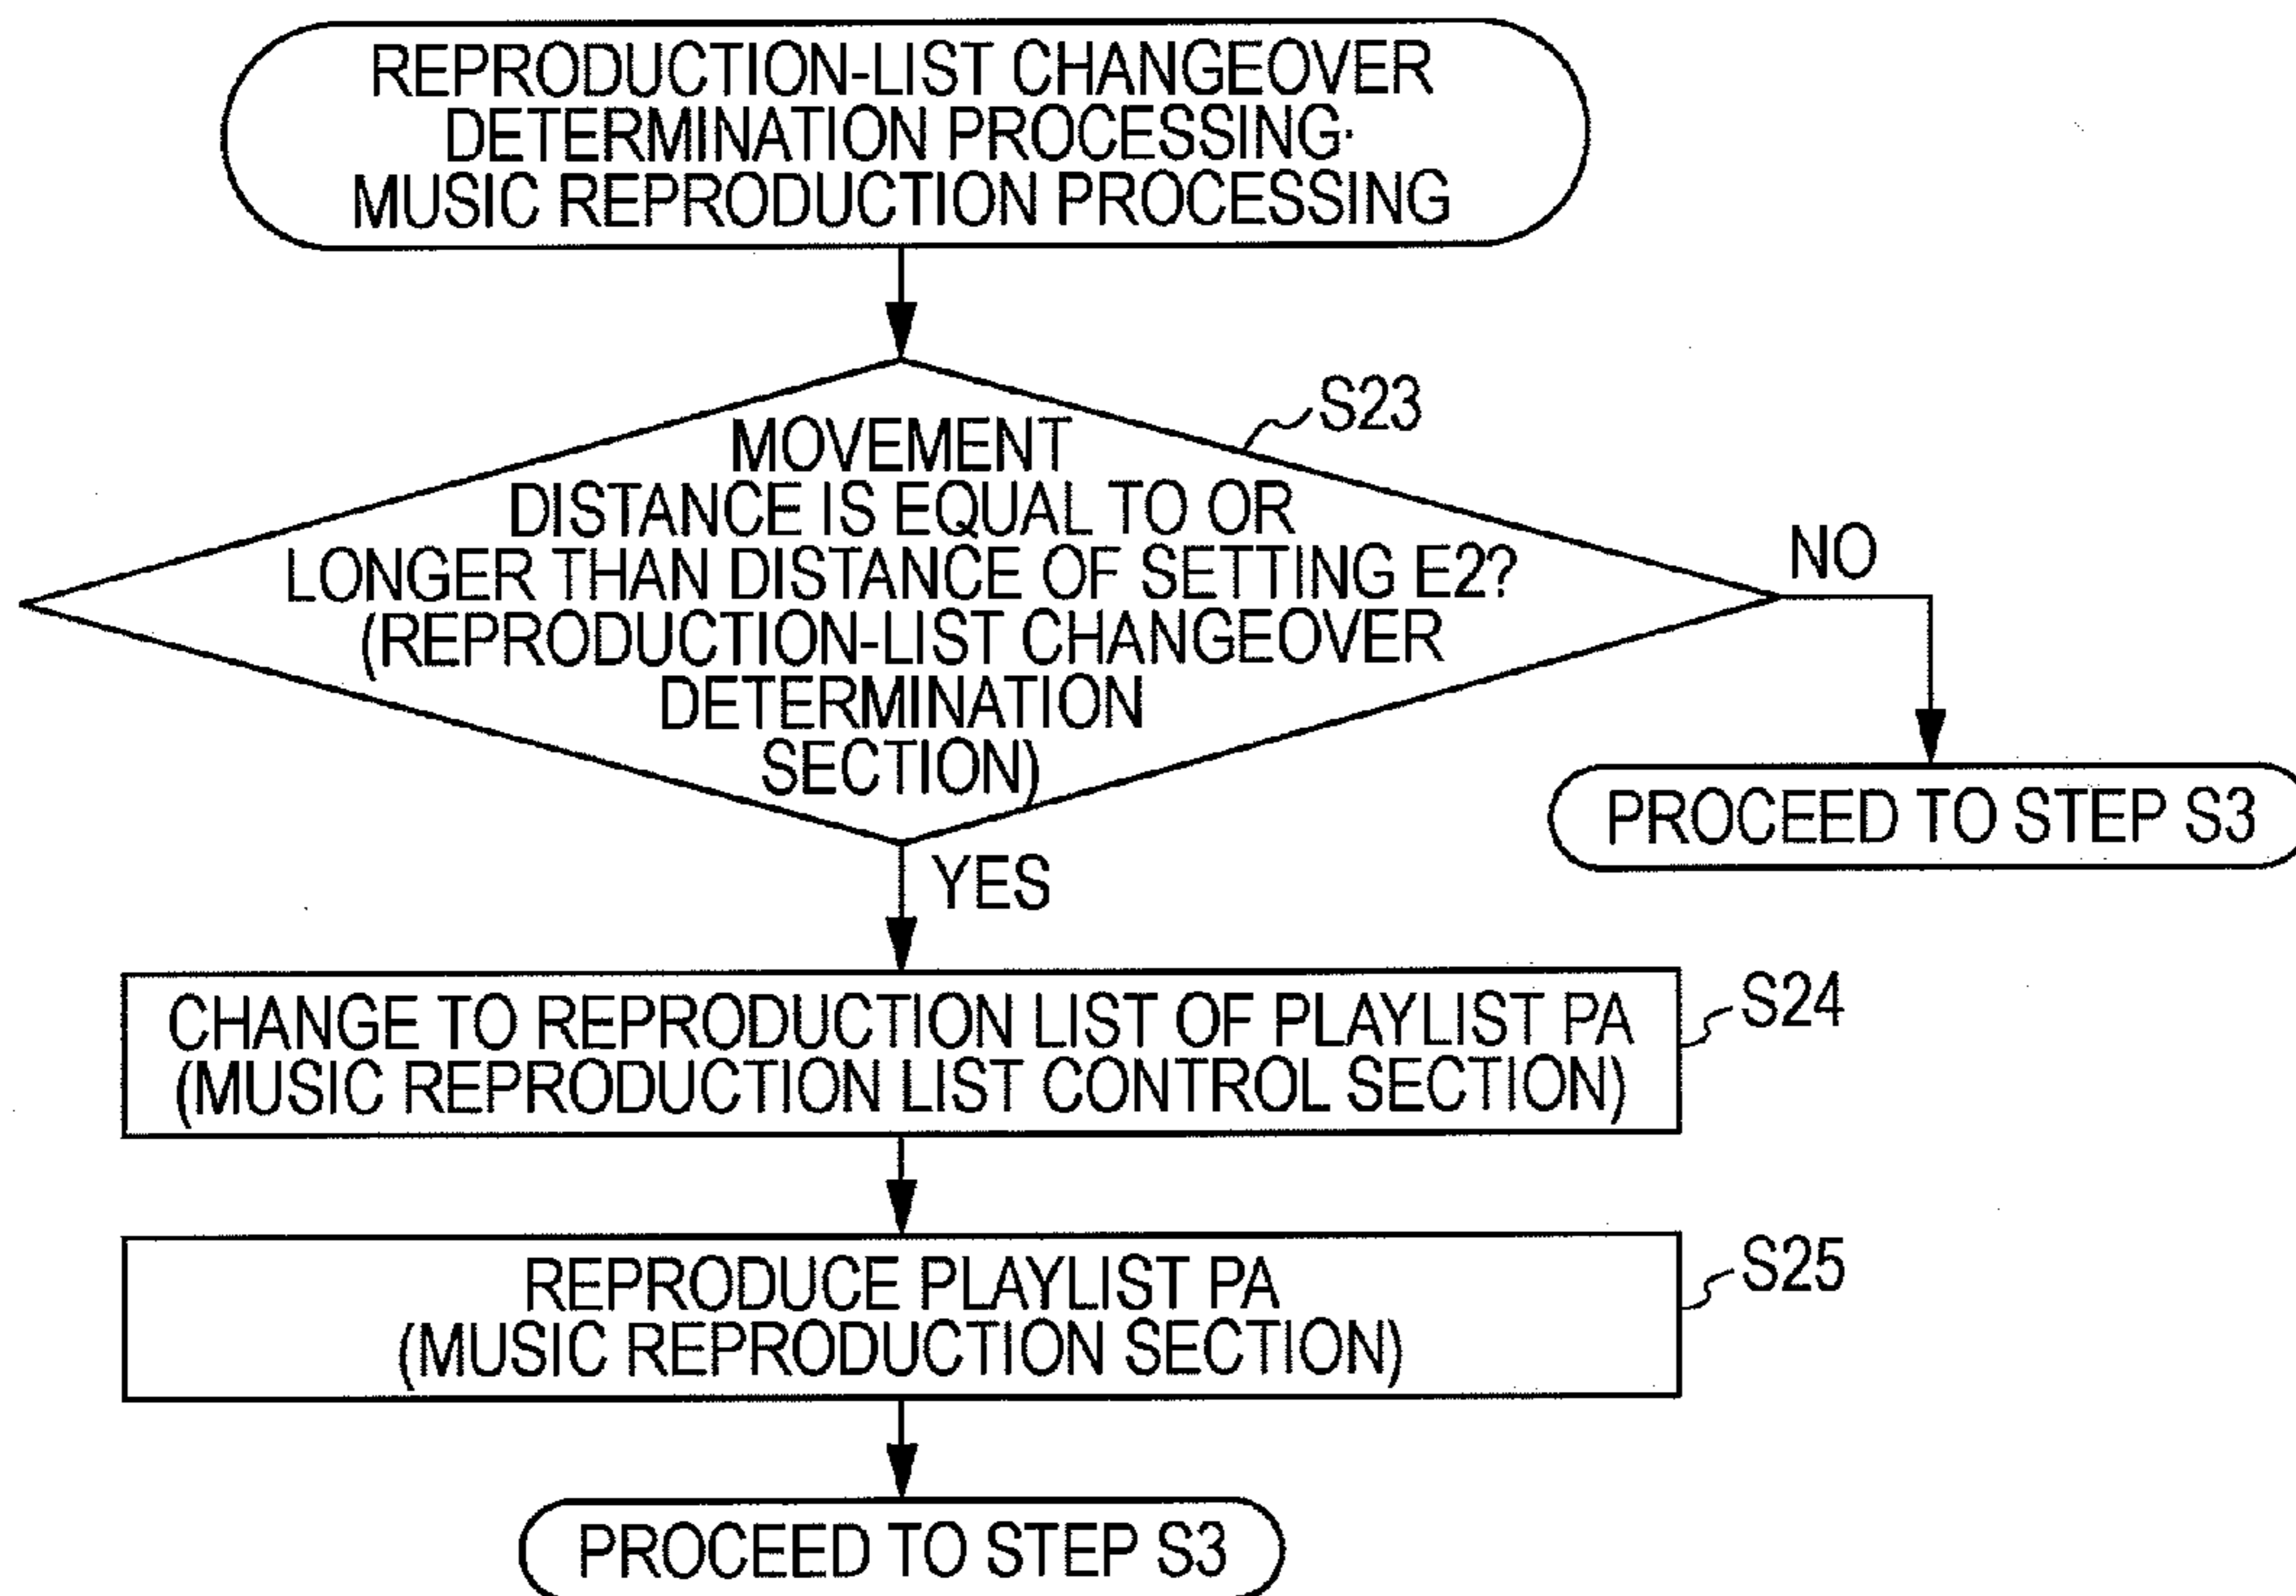 REPRODUCTION-LIST CHANGEOVER
DETERMINATION PROCESSING·
MUSIC REPRODUCTION PROCESSING
S23
MOVEMENT
DISTANCE IS EQUAL TO OR
LONGER THAN DISTANCE OF SETTING E2?
(REPRODUCTION-LIST CHANGEOVER
DETERMINATION
SECTION)
NO
PROCEED TO STEP S3
YES
S24
CHANGE TO REPRODUCTION LIST OF PLAYLIST PA
(MUSIC REPRODUCTION LIST CONTROL SECTION)
S25
REPRODUCE PLAYLIST PA
(MUSIC REPRODUCTION SECTION)
PROCEED TO STEP S3